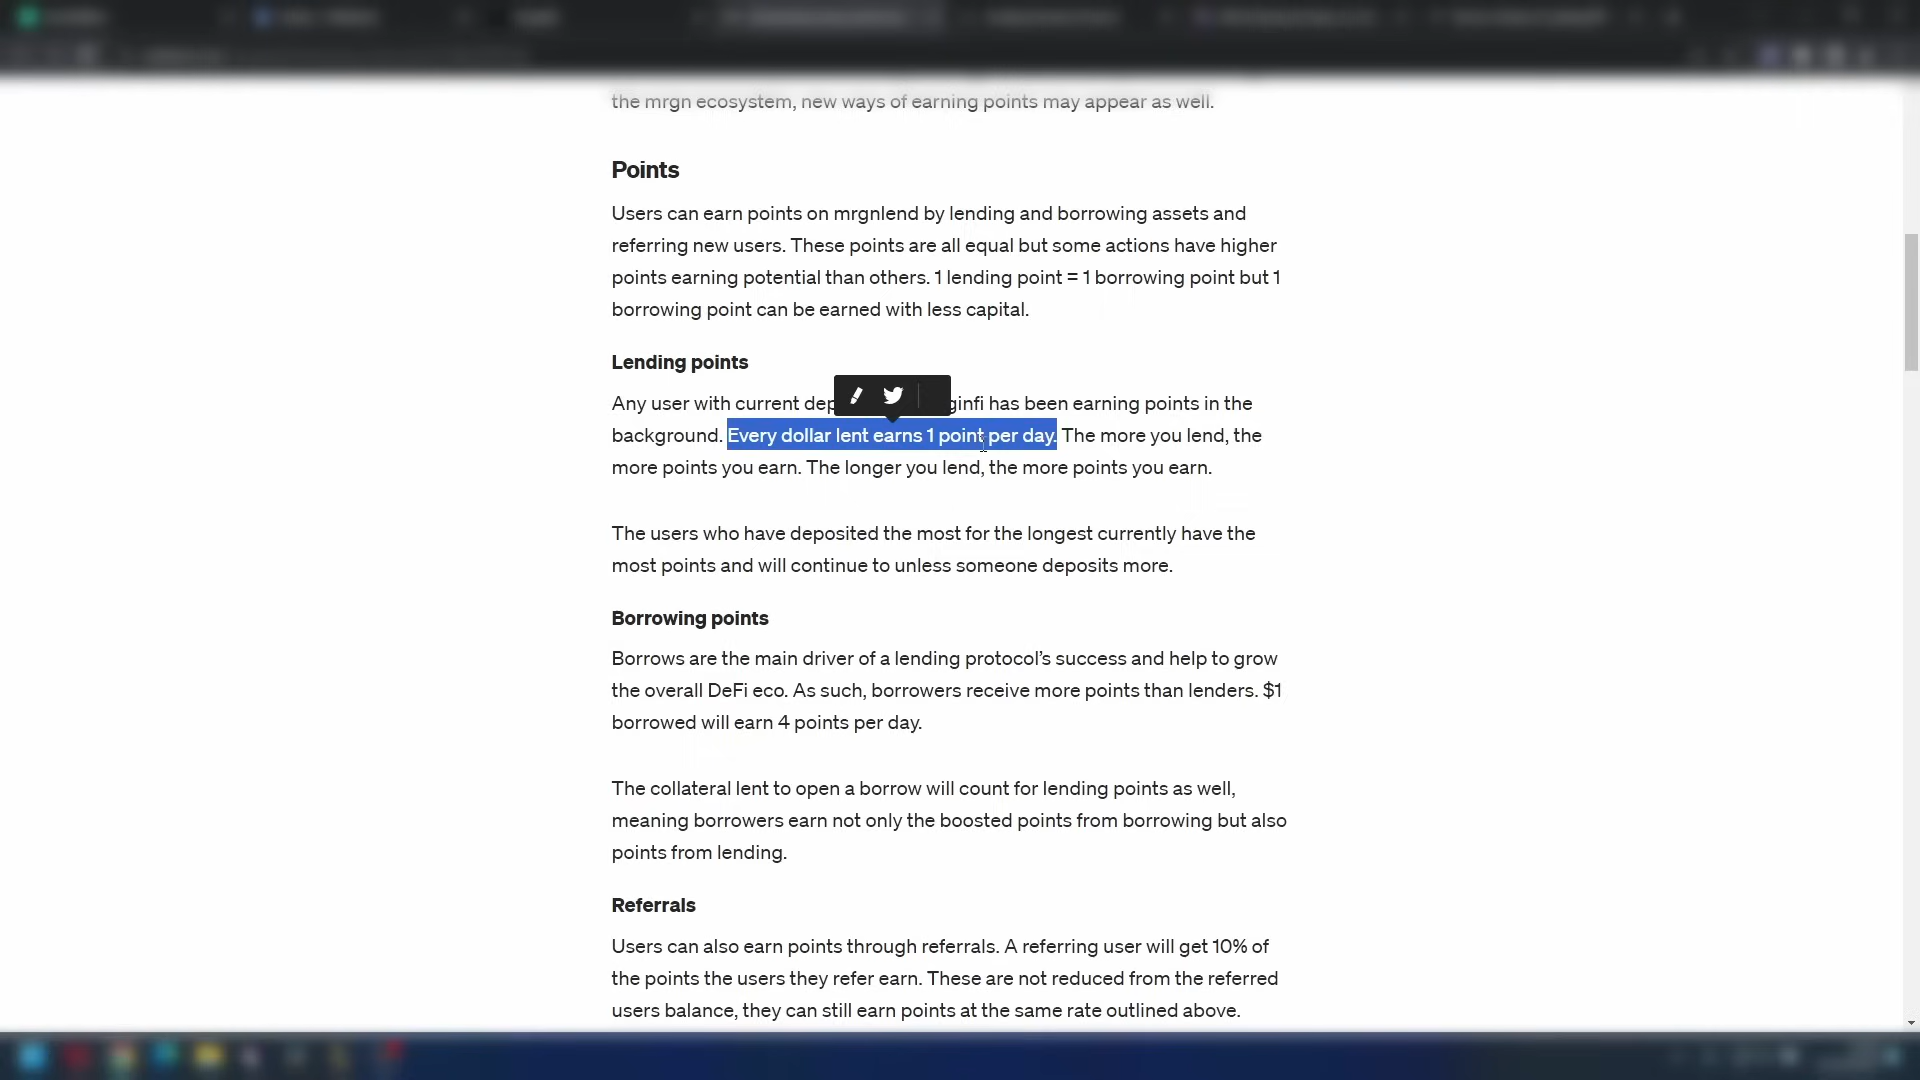 the mrgn ecosystem, new ways of earning points may appear as well.
Points
Users can earn points on mrgnlend by lending and borrowing assets and
referring new users. These points are all equal but some actions have higher
points earning potential than others. 1 lending point = 1 borrowing point but 1
borrowing point can be earned with less capital.
Lending points
Any user with current dep ginfi has been earning points in the
background. Every dollar lent earns 1 point per day. The more you lend, the
more points you earn. The longer you lend, the more points you earn.
The users who have deposited the most for the longest currently have the
most points and will continue to unless someone deposits more.
Borrowing points
Borrows are the main driver of a lending protocol’s success and help to grow
the overall DeFi eco. As such, borrowers receive more points than lenders. $1
borrowed will earn 4 points per day.
The collateral lent to open a borrow will count for lending points as well,
meaning borrowers earn not only the boosted points from borrowing but also
points from lending.
Referrals
Users can also earn points through referrals. A referring user will get 10% of
the points the users they refer earn. These are not reduced from the referred
users balance, they can still earn points at the same rate outlined above.